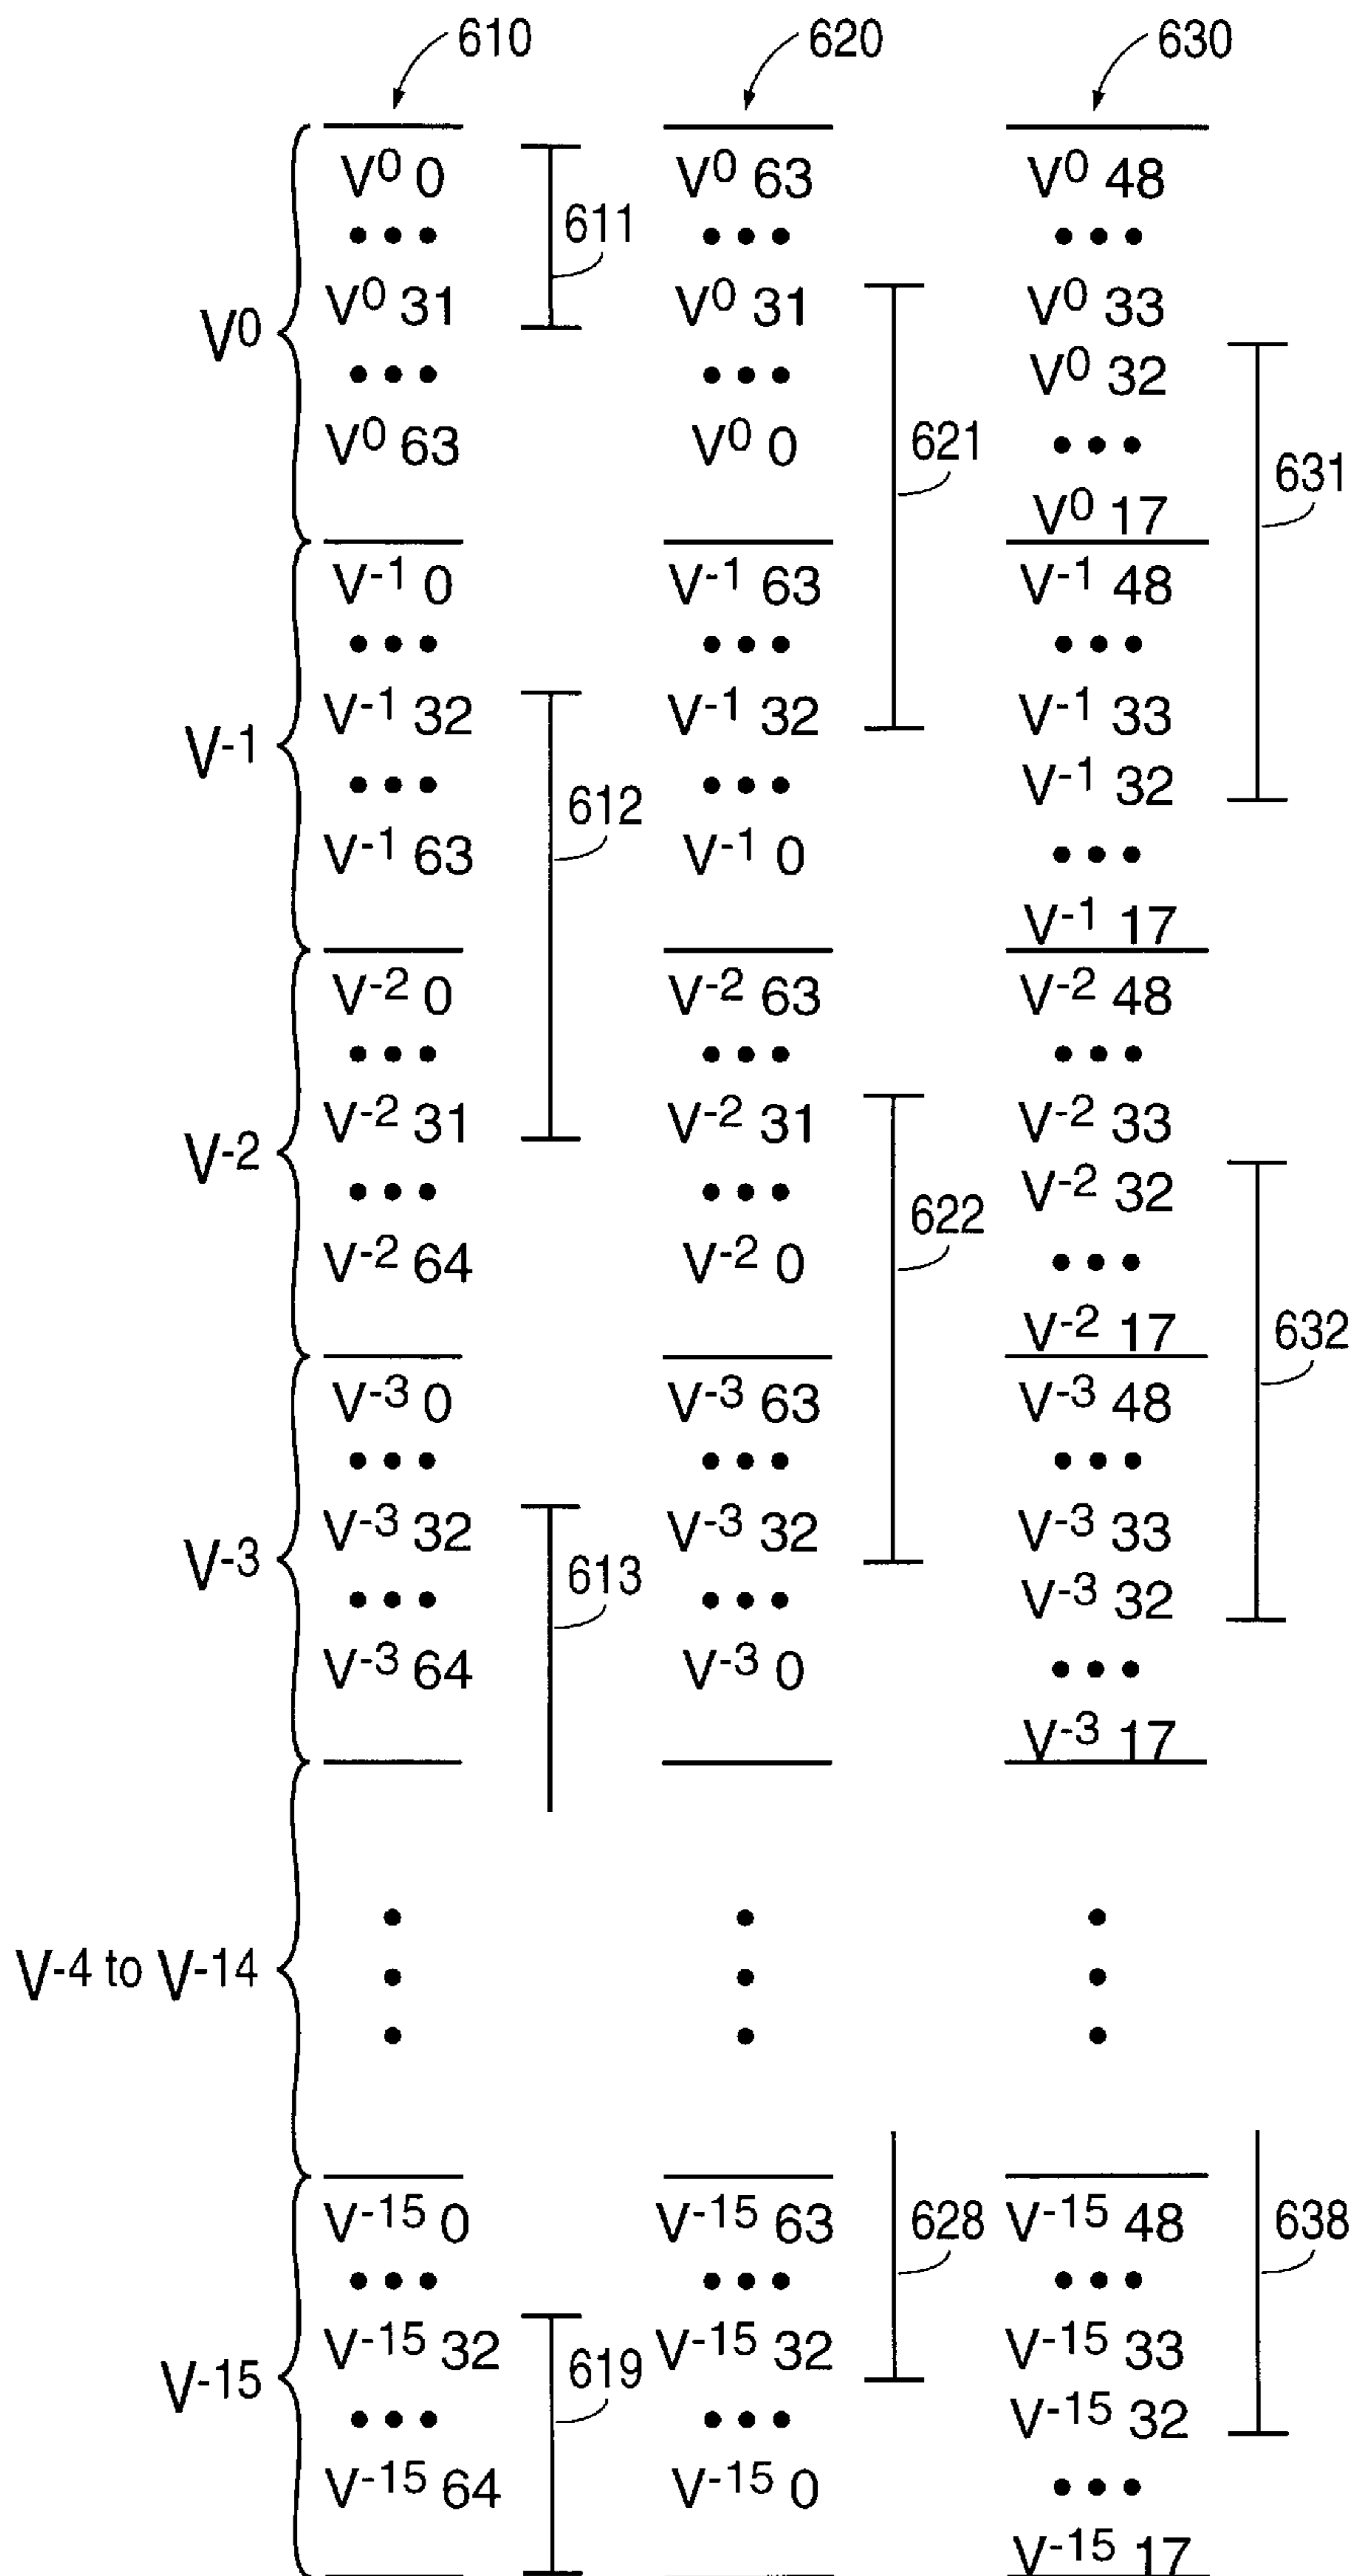 610 620 630
V0 0 V0 63 V0 48
••• ••• •••
611
V0 31 V0 31 V0 33
V0
••• ••• V0 32
V0 63 V0 0 •••
621
631
V0 17
V-1 0 V-1 63 V-1 48
••• ••• •••
V-1 32 V-1 32 V-1 33
V-1
••• ••• V-1 32
612
V-1 63 V-1 0 •••
V-1 17
V-2 0 V-2 63 V-2 48
••• ••• •••
V-2 31 V-2 31 V-2 33
V-2
••• ••• V-2 32
622
V-2 64 V-2 0 •••
V-2 17
632
V-3 0 V-3 63 V-3 48
••• ••• •••
V-3 32 V-3 32 V-3 33
V-3
613
••• ••• V-3 32
V-3 64 V-3 0 •••
V-3 17
V-4 to V-14
V-15 0 V-15 63 628 V-15 48 638
••• ••• •••
V-15 32 619 V-15 32 V-15 33
V-15
••• ••• V-15 32
V-15 64 V-15 0 •••
V-15 17